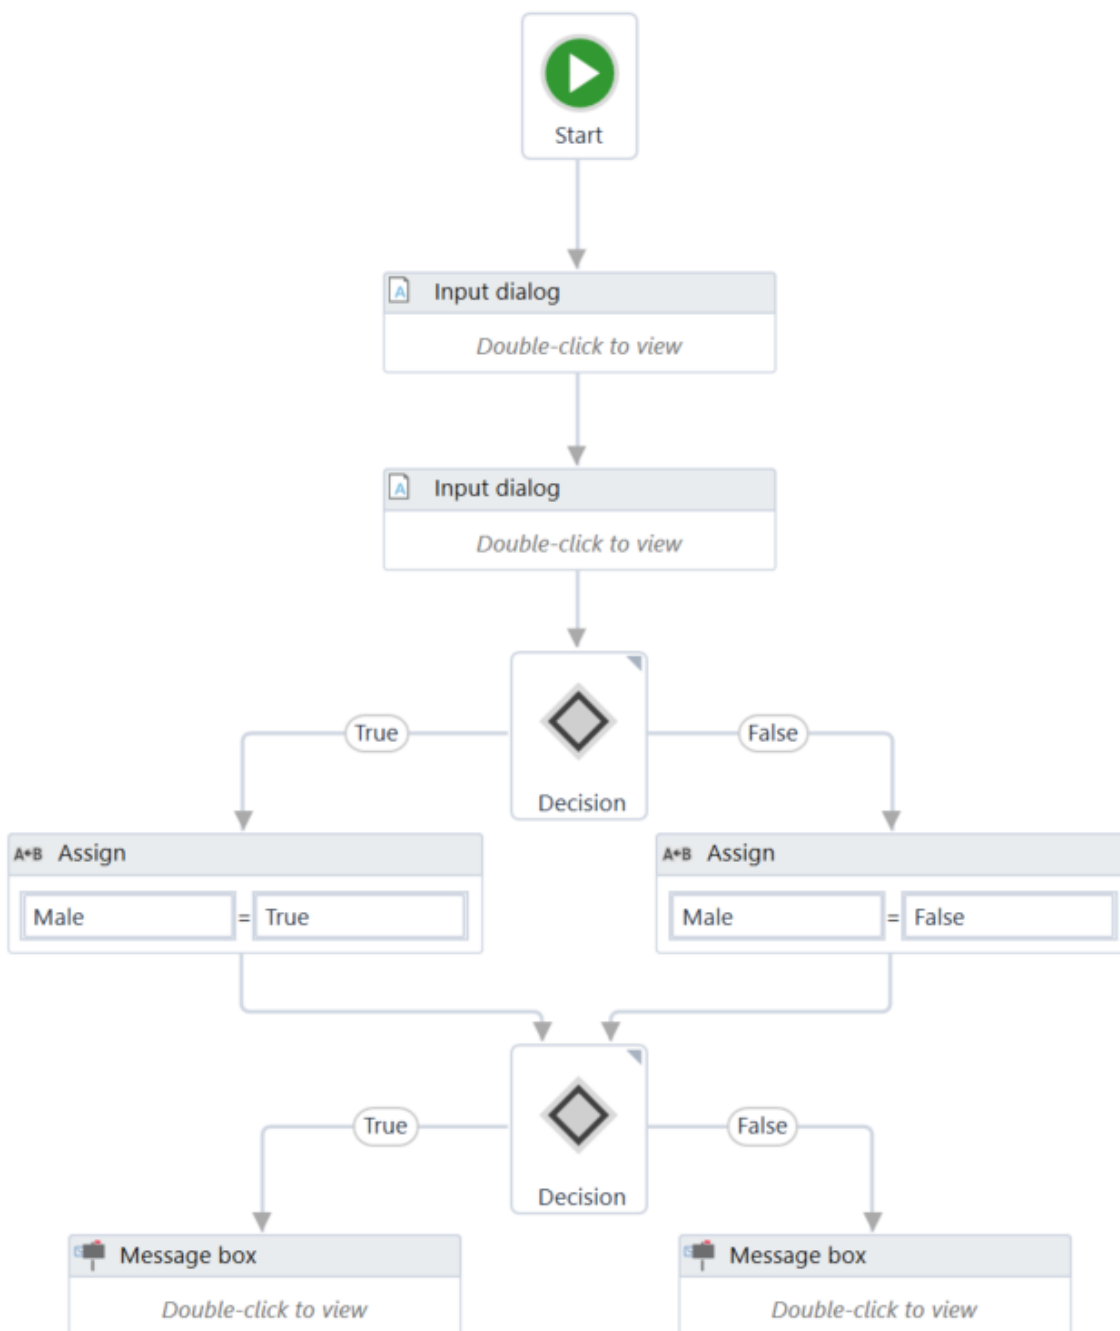 Start
A Input dialog
Double-click to view
A Input dialog
Double-click to view
True
False
Decision
A←B Assign
A←B Assign
Male = True
Male = False
True
False
Decision
Message box
Message box
Double-click to view
Double-click to view